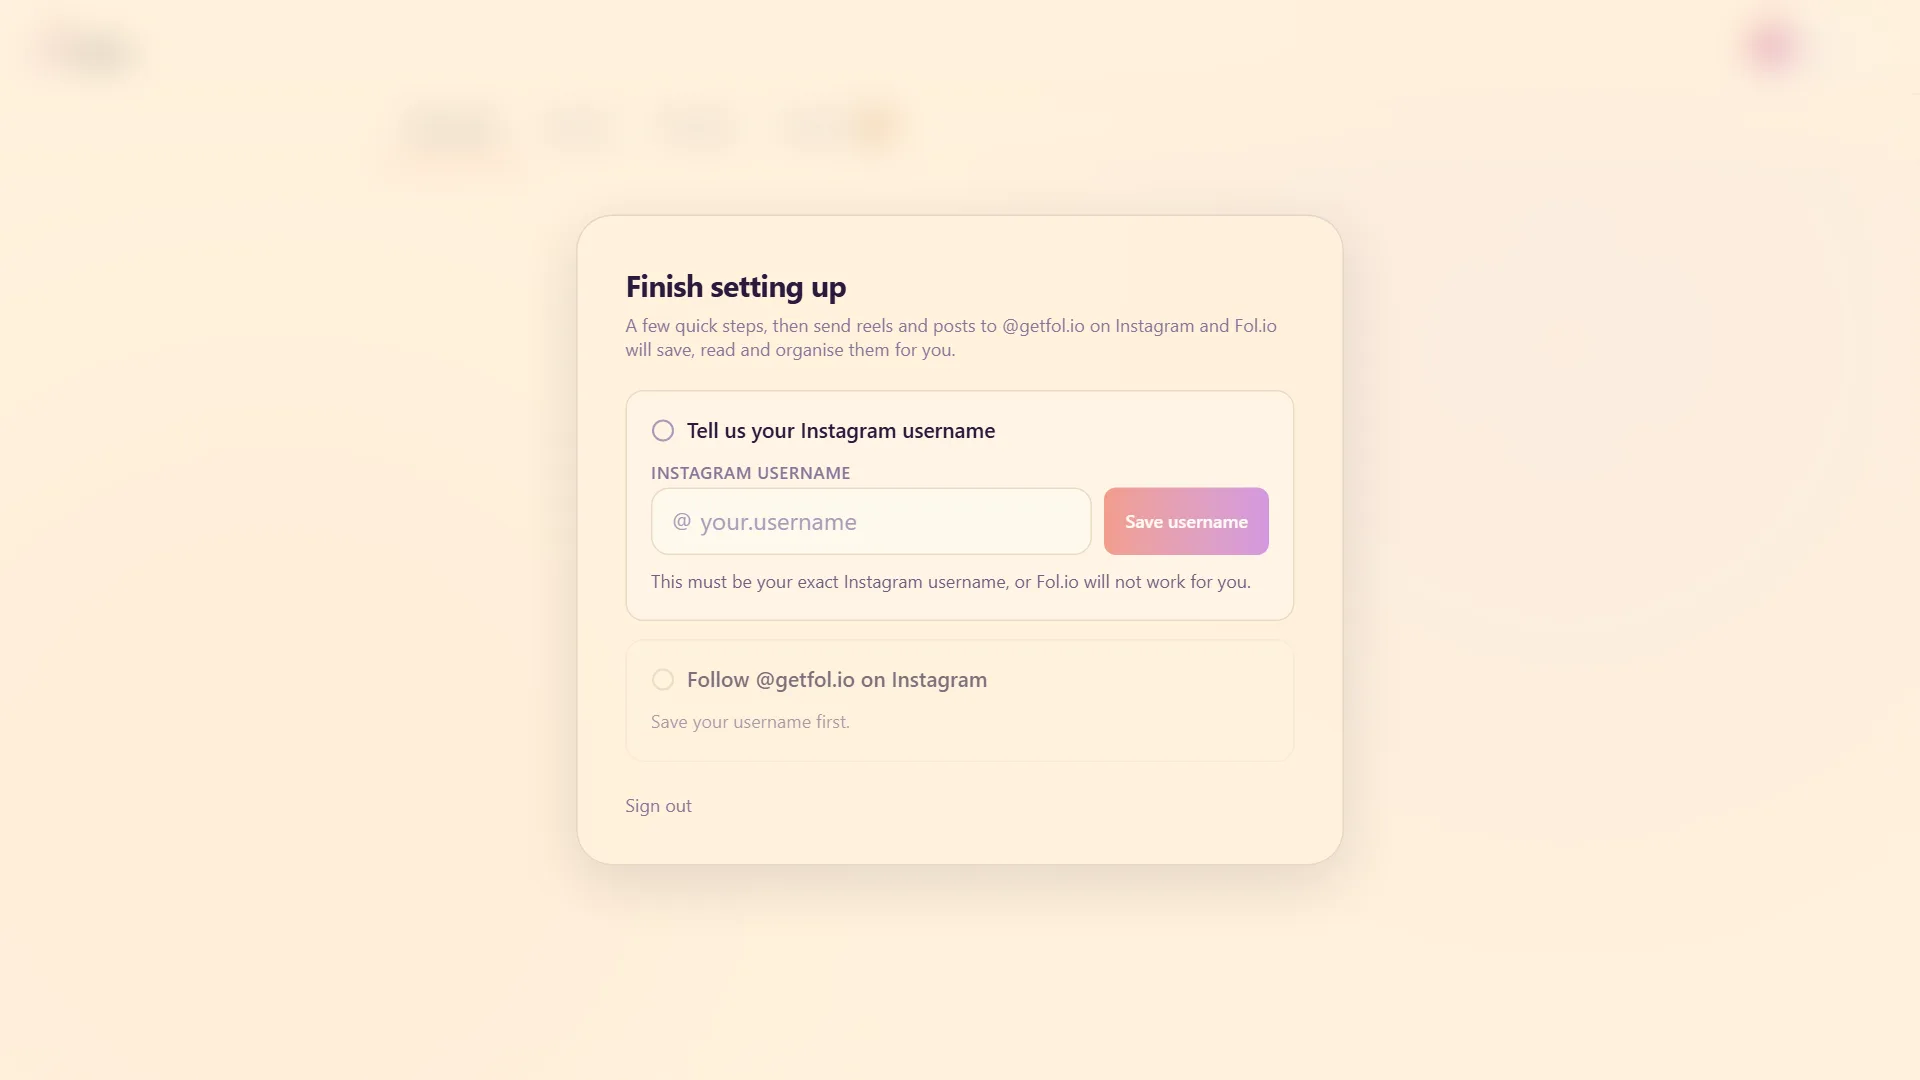 Finish setting up
A few quick steps, then send reels and posts to @getfol.io on Instagram and Fol.io
will save, read and organise them for you.
Tell us your Instagram username
INSTAGRAM USERNAME
@ your.username
Save username
This must be your exact Instagram username, or Fol.io will not work for you.
Follow @getfol.io on Instagram
Save your username first.
Sign out